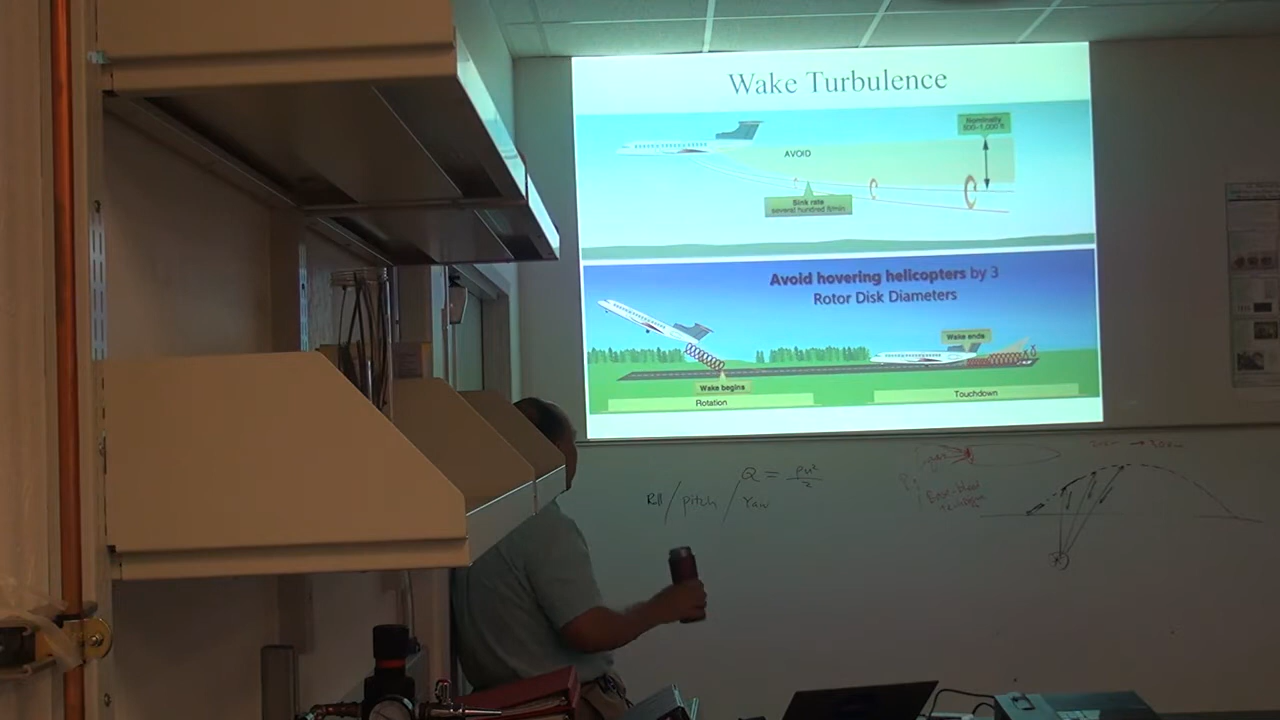 Wake Turbulence
Nominally
500–1,000 ft
AVOID
Sink rate
several hundred ft/min
Avoid hovering helicopters by 3
Rotor Disk Diameters
Wake ends
Wake begins
Rotation
Touchdown
Q = ρu²/2
Roll / pitch / Yaw